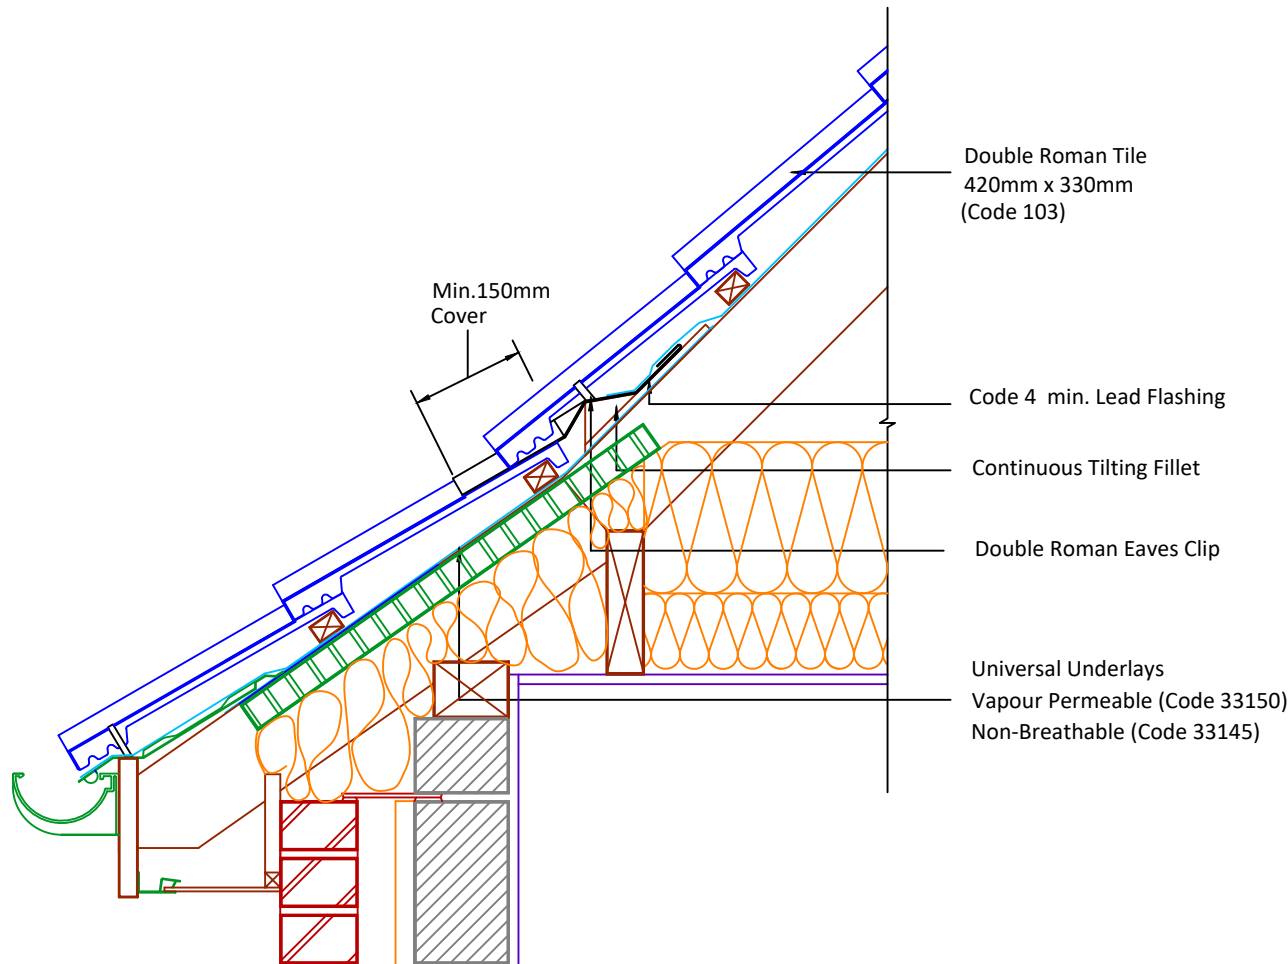 Double Roman Tile
420mm x 330mm
(Code 103)
Min.150mm
Cover
Code 4 min. Lead Flashing
Continuous Tilting Fillet
Double Roman Eaves Clip
Universal Underlays
Vapour Permeable (Code 33150)
Non-Breathable (Code 33145)